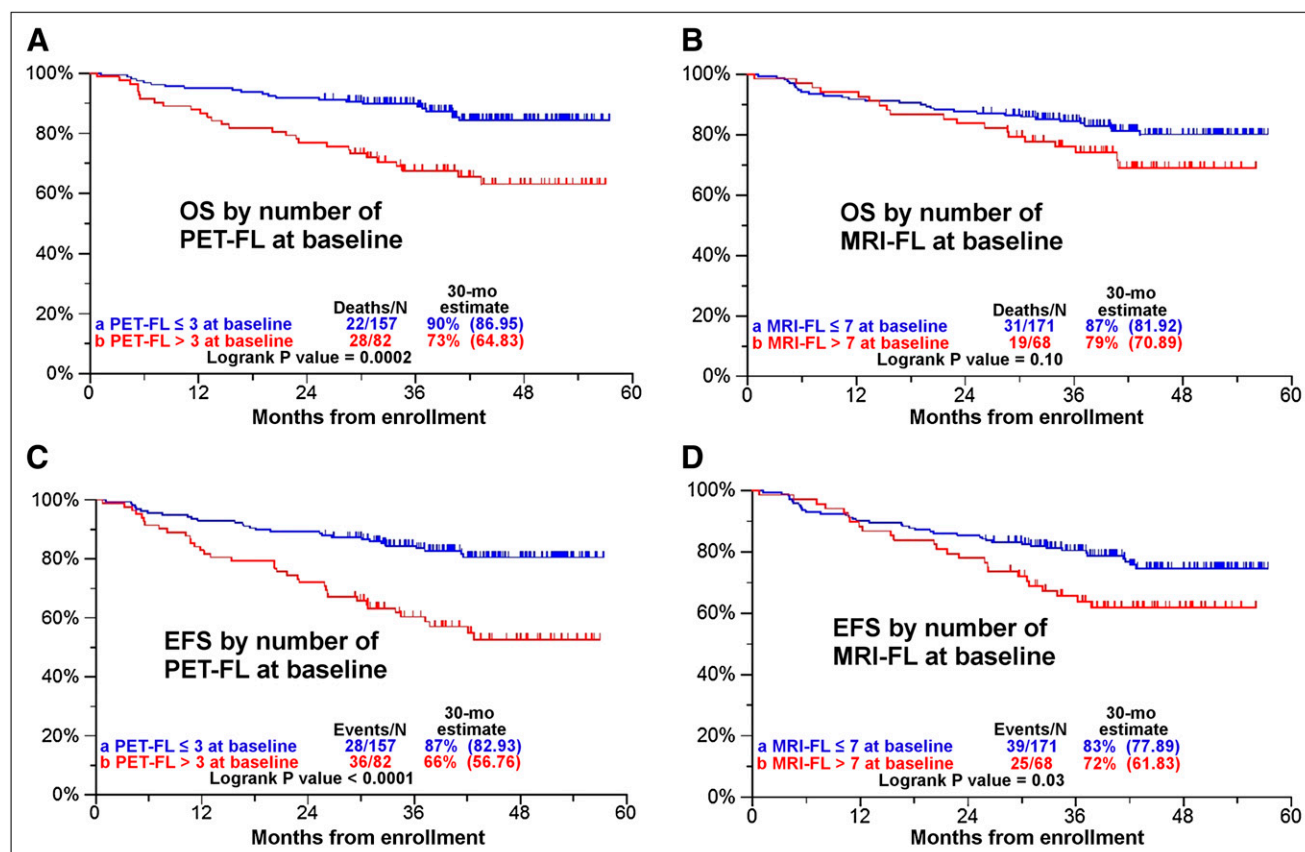 A
100%
80%
60%
40%
20%
0%
OS by number of
PET-FL at baseline
30-mo
Deaths/N estimate
a PET-FL ≤ 3 at baseline 22/157 90% (86.95)
b PET-FL > 3 at baseline 28/82 73% (64.83)
Logrank P value = 0.0002
0 12 24 36 48 60
Months from enrollment
B
100%
80%
60%
40%
20%
0%
OS by number of
MRI-FL at baseline
30-mo
Deaths/N estimate
a MRI-FL ≤ 7 at baseline 31/171 87% (81.92)
b MRI-FL > 7 at baseline 19/68 79% (70.89)
Logrank P value = 0.10
0 12 24 36 48 60
Months from enrollment
C
100%
80%
60%
40%
20%
0%
EFS by number of
PET-FL at baseline
30-mo
Events/N estimate
a PET-FL ≤ 3 at baseline 28/157 87% (82.93)
b PET-FL > 3 at baseline 36/82 66% (56.76)
Logrank P value < 0.0001
0 12 24 36 48 60
Months from enrollment
D
100%
80%
60%
40%
20%
0%
EFS by number of
MRI-FL at baseline
30-mo
Events/N estimate
a MRI-FL ≤ 7 at baseline 39/171 83% (77.89)
b MRI-FL > 7 at baseline 25/68 72% (61.83)
Logrank P value = 0.03
0 12 24 36 48 60
Months from enrollment